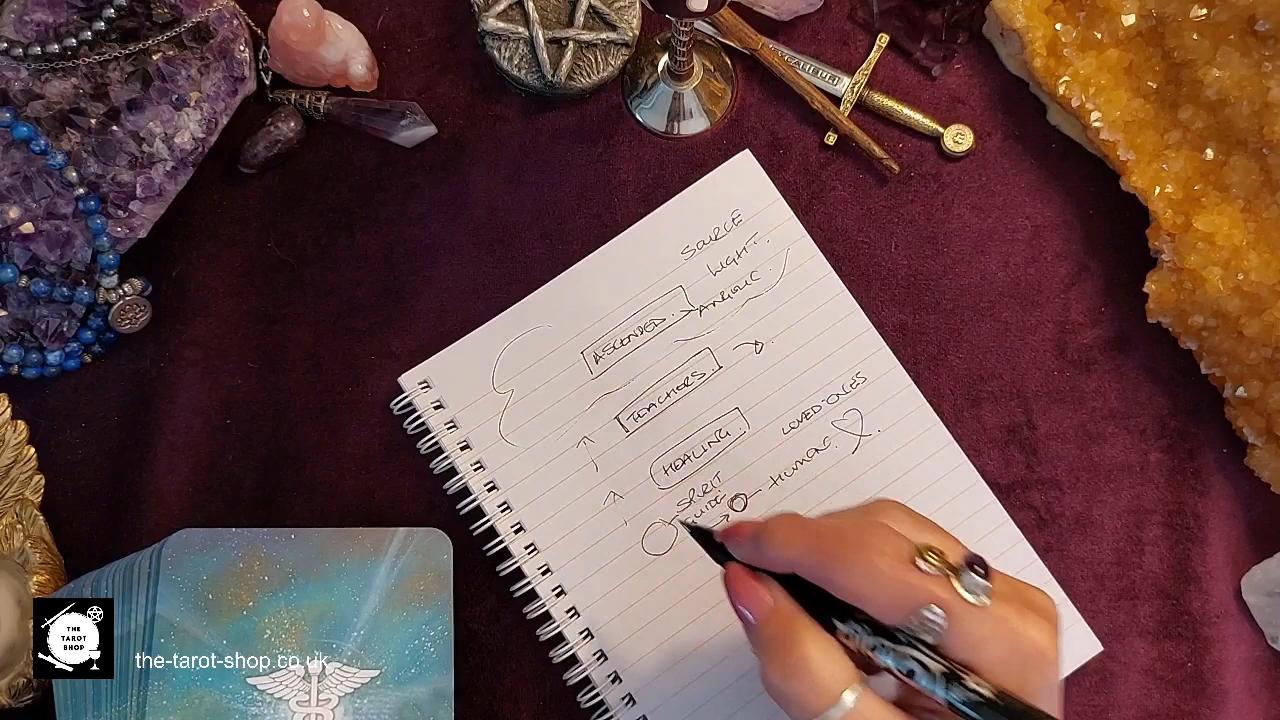 EXCALIBUR
SOURCE
LIGHT.
ANGELIC.
ASCENDED.
TEACHERS.
LOVED ONES
HEALING.
HUMAN.
SPIRIT
GUIDE
THE
TAROT
SHOP
the-tarot-shop.co.uk